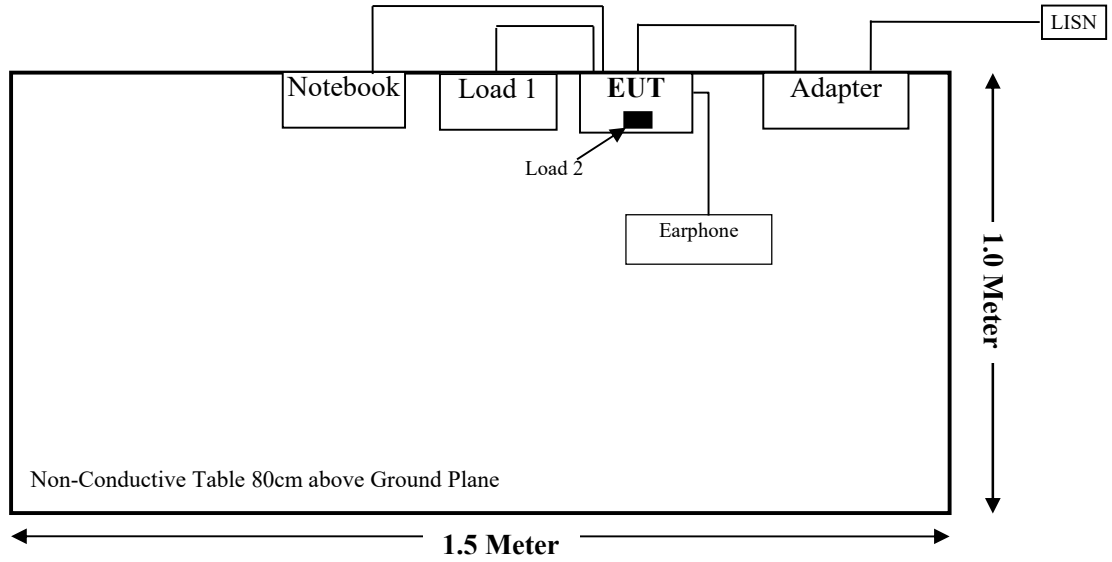 LISN
Notebook
Load 1
EUT
Adapter
Load 2
Earphone
1.0 Meter
Non-Conductive Table 80cm above Ground Plane
1.5 Meter